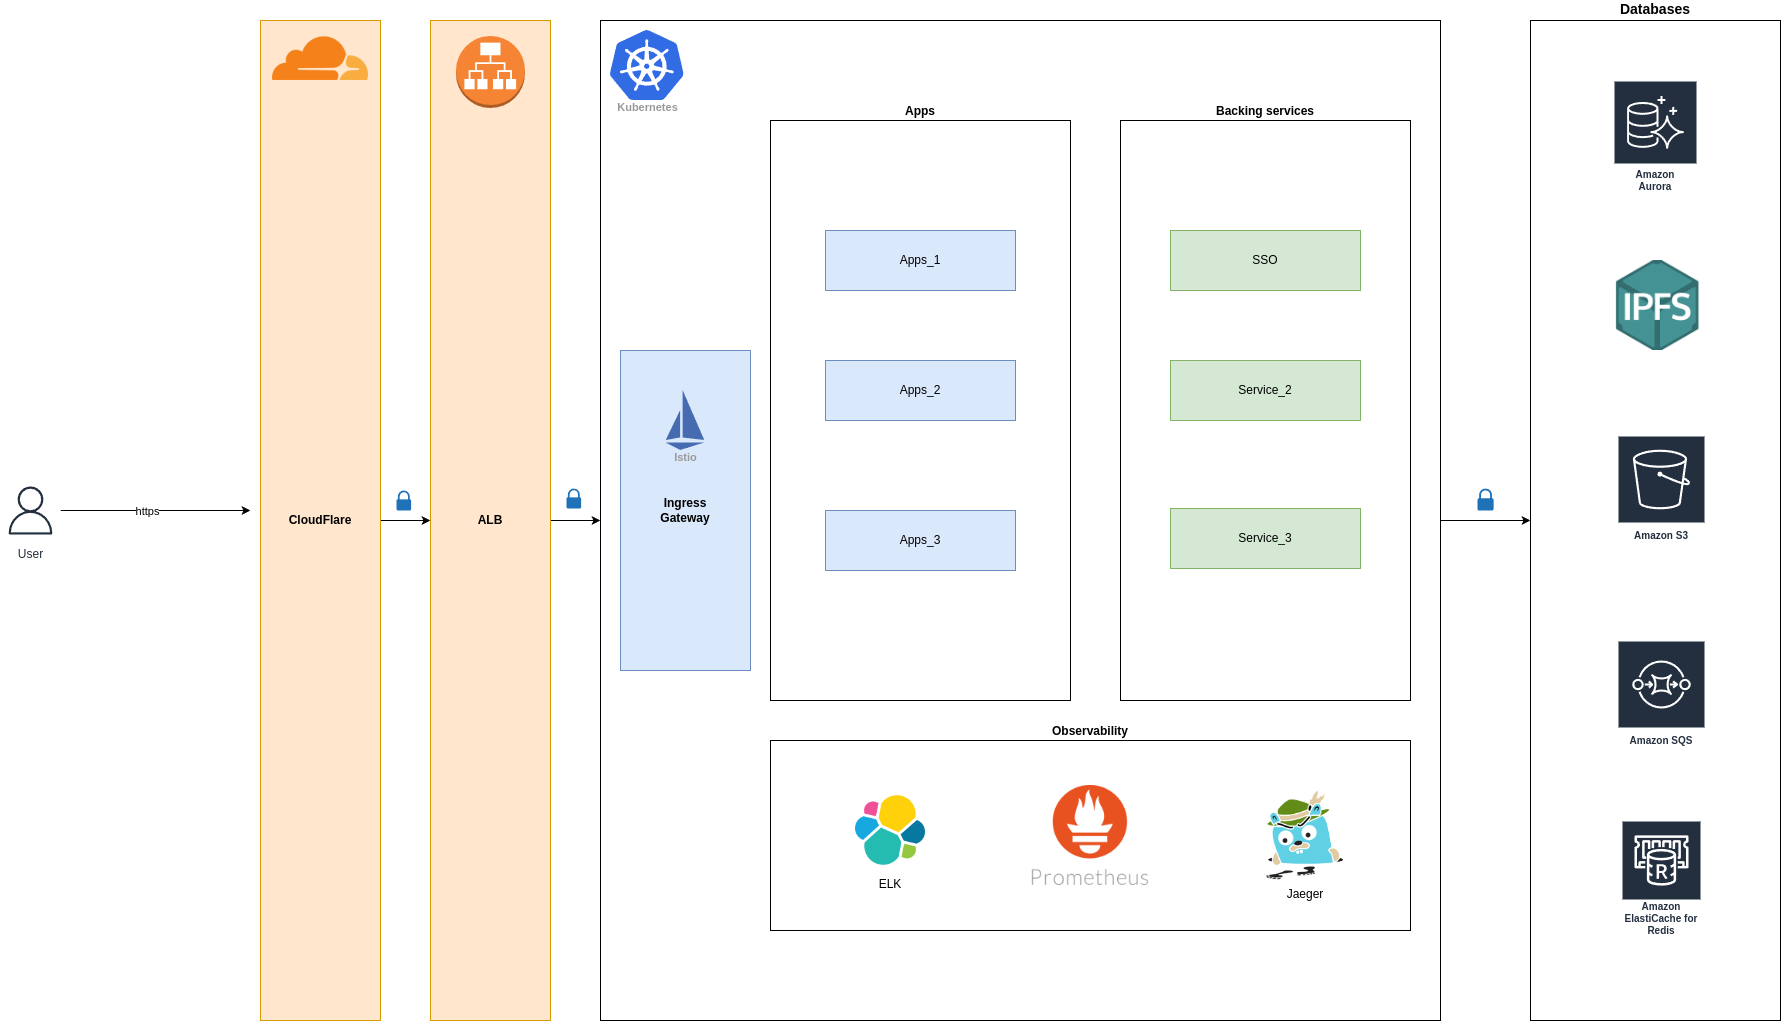 Databases
Kubernetes
Apps
Backing services
Amazon
Aurora
Apps_1
SSO
IPFS
Apps_2
Service_2
Istio
Ingress
Gateway
https
User
CloudFlare
ALB
Apps_3
Service_3
Amazon S3
Observability
Amazon SQS
ELK
Prometheus
Jaeger
R
Amazon
ElastiCache for
Redis